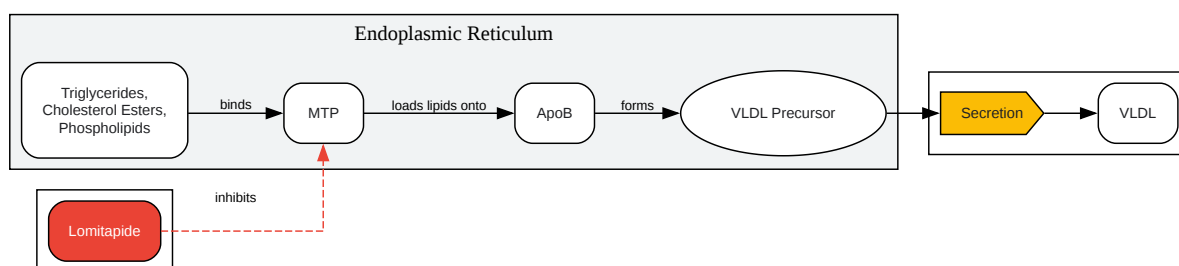 Endoplasmic Reticulum
Triglycerides,
Cholesterol Esters,
Phospholipids
binds
MTP
loads lipids onto
ApoB
forms
VLDL Precursor
Secretion
VLDL
inhibits
Lomitapide